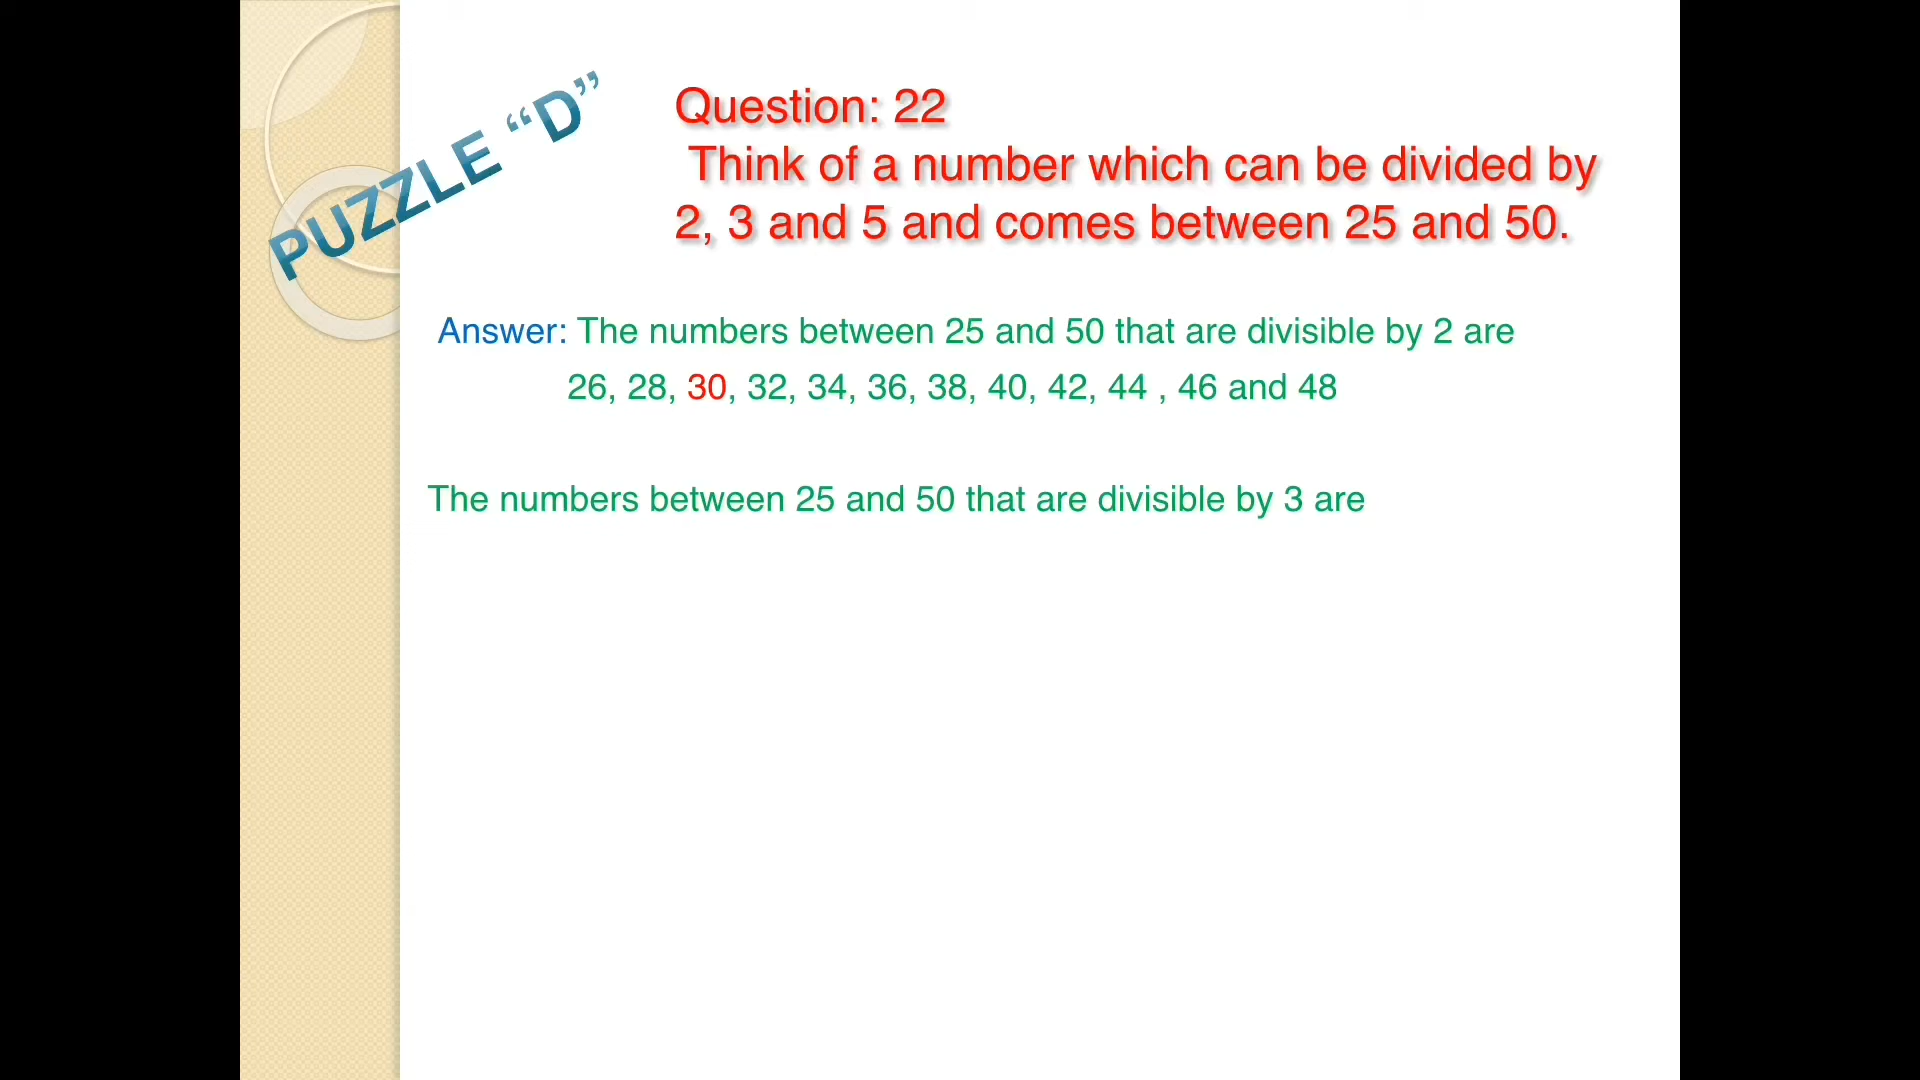 PUZZLE “D”
Question: 22
Think of a number which can be divided by
2, 3 and 5 and comes between 25 and 50.
Answer: The numbers between 25 and 50 that are divisible by 2 are
26, 28, 30, 32, 34, 36, 38, 40, 42, 44 , 46 and 48
The numbers between 25 and 50 that are divisible by 3 are